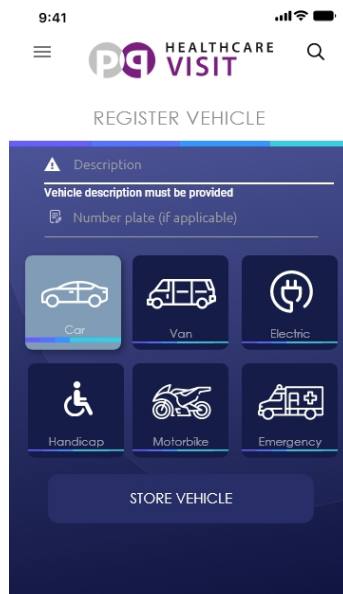 9:41
pq HEALTHCARE
VISIT
REGISTER VEHICLE
Description
Vehicle description must be provided
Number plate (if applicable)
Car
Van
Electric
Handicap
Motorbike
Emergency
STORE VEHICLE